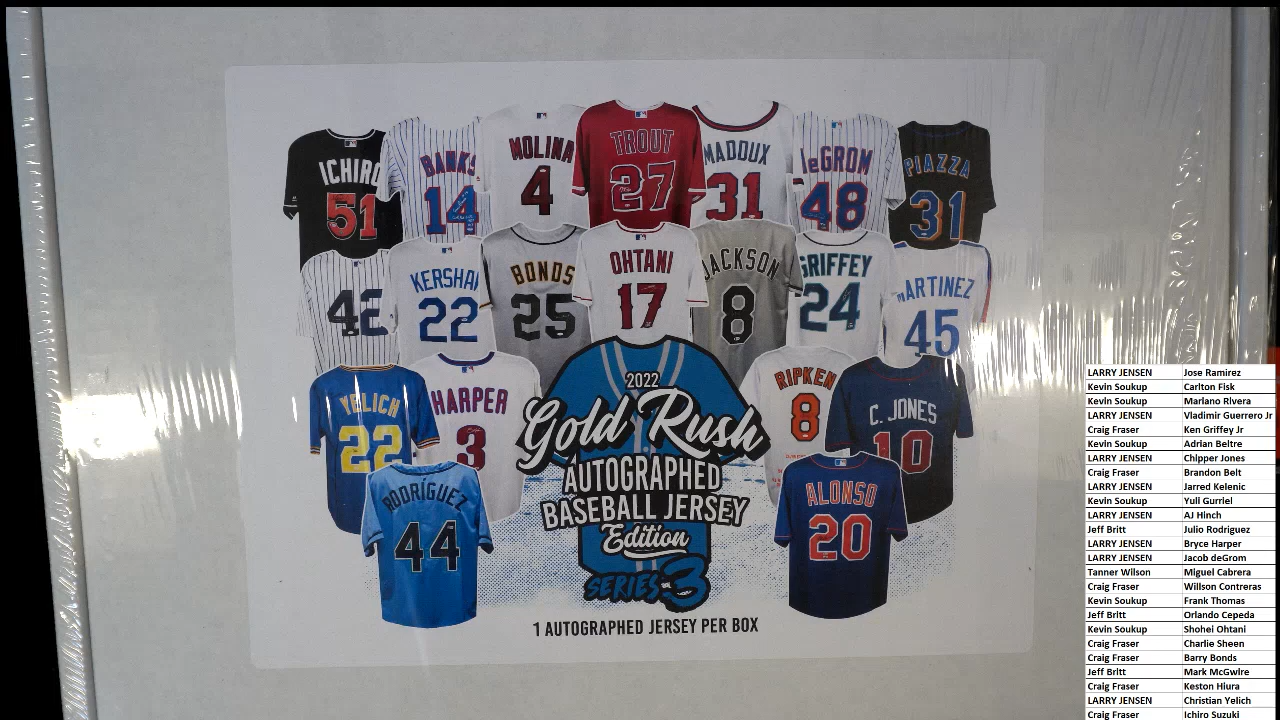 ICHIRO
51
BANKS
14
MOLINA
4
TROUT
27
MADDUX
31
deGROM
48
PIAZZA
31
42
KERSHAW
22
BONDS
25
OHTANI
17
JACKSON
8
GRIFFEY
24
MARTINEZ
45
YELICH
22
HARPER
3
RIPKEN
8
C. JONES
10
RODRÍGUEZ
44
ALONSO
20
2022
Gold Rush
AUTOGRAPHED
BASEBALL JERSEY
Edition
SERIES 3
1 AUTOGRAPHED JERSEY PER BOX
LARRY JENSEN Jose Ramirez
Kevin Soukup Carlton Fisk
Kevin Soukup Mariano Rivera
LARRY JENSEN Vladimir Guerrero Jr
Craig Fraser Ken Griffey Jr
Kevin Soukup Adrian Beltre
LARRY JENSEN Chipper Jones
Craig Fraser Brandon Belt
LARRY JENSEN Jarred Kelenic
Kevin Soukup Yuli Gurriel
LARRY JENSEN AJ Hinch
Jeff Britt Julio Rodriguez
LARRY JENSEN Bryce Harper
LARRY JENSEN Jacob deGrom
Tanner Wilson Miguel Cabrera
Craig Fraser Willson Contreras
Kevin Soukup Frank Thomas
Jeff Britt Orlando Cepeda
Kevin Soukup Shohei Ohtani
Craig Fraser Charlie Sheen
Craig Fraser Barry Bonds
Jeff Britt Mark McGwire
Craig Fraser Keston Hiura
LARRY JENSEN Christian Yelich
Craig Fraser Ichiro Suzuki